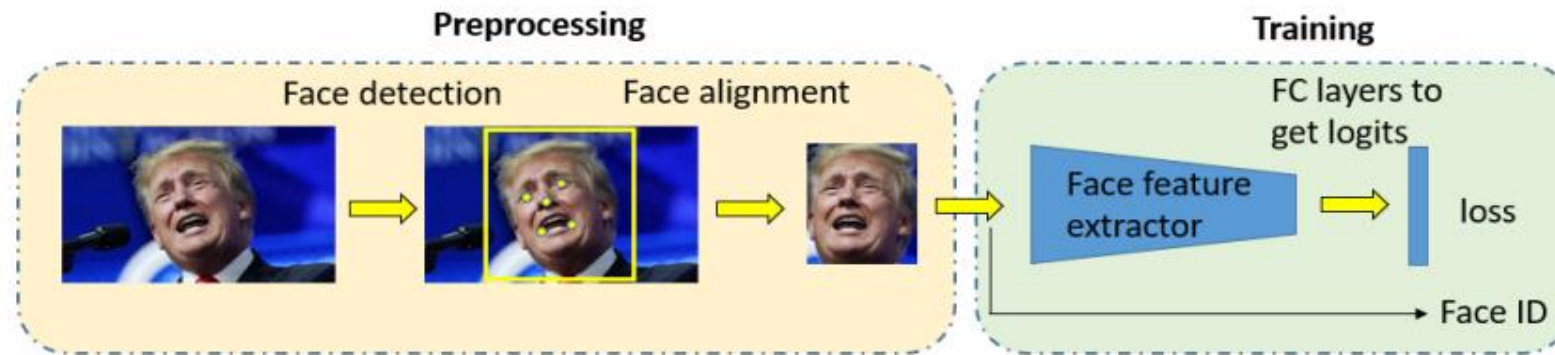 Preprocessing
Training
Face detection
Face alignment
FC layers to
get logits
Face feature
extractor
loss
Face ID